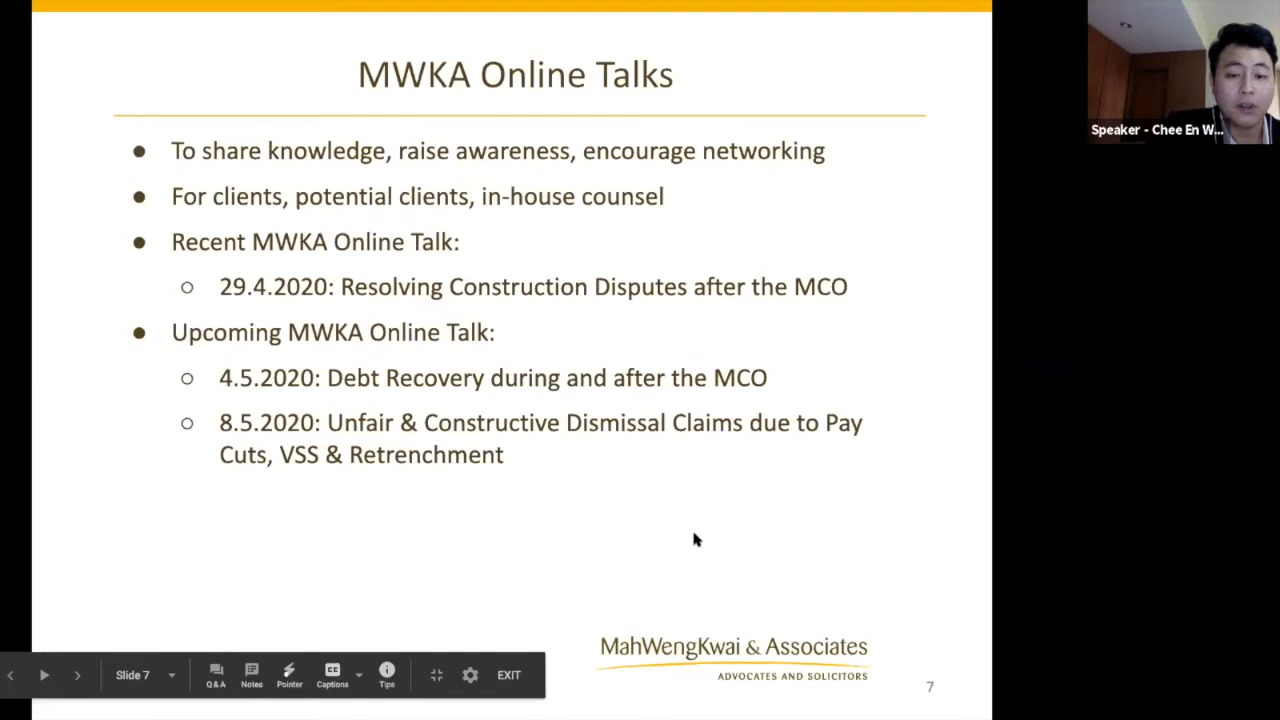 MWKA Online Talks
● To share knowledge, raise awareness, encourage networking
● For clients, potential clients, in-house counsel
● Recent MWKA Online Talk:
○ 29.4.2020: Resolving Construction Disputes after the MCO
● Upcoming MWKA Online Talk:
○ 4.5.2020: Debt Recovery during and after the MCO
○ 8.5.2020: Unfair & Constructive Dismissal Claims due to Pay
Cuts, VSS & Retrenchment
MahWengKwai & Associates
ADVOCATES AND SOLICITORS
7
Slide 7
Q&A Notes Pointer Captions Tips EXIT
Speaker - Chee En W...